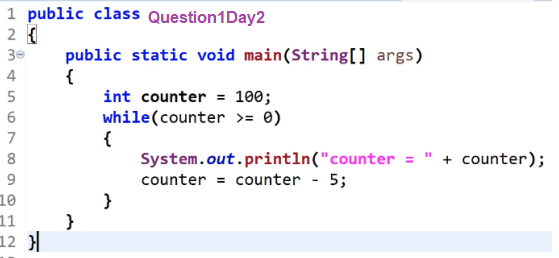 1 public class Question1Day2
2 {
3 public static void main(String[] args)
4 {
5 int counter = 100;
6 while(counter >= 0)
7 {
8 System.out.println("counter = " + counter);
9 counter = counter - 5;
10 }
11 }
12 }